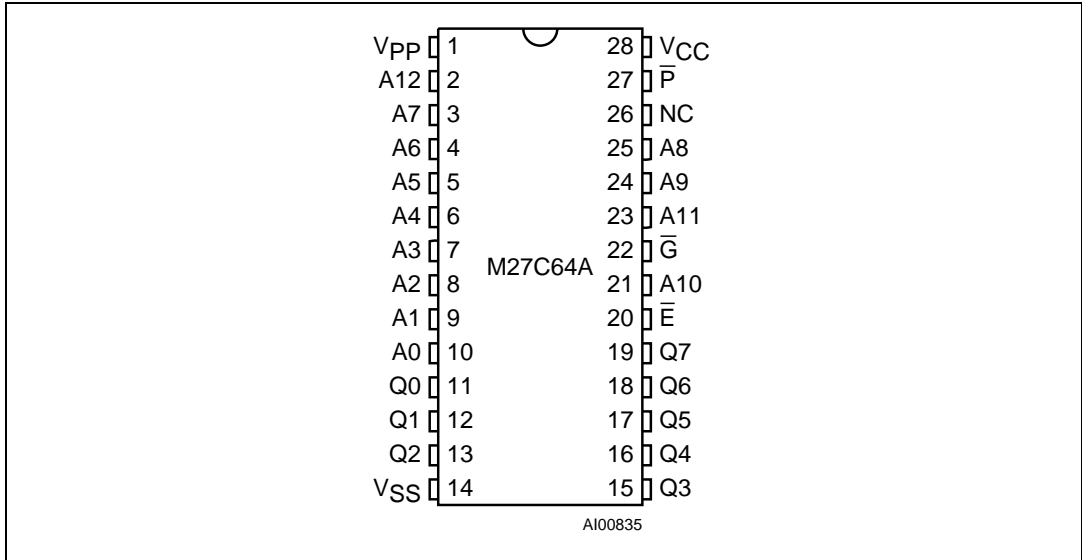 VPP 1 28 VCC
A12 2 27 P̅
A7 3 26 NC
A6 4 25 A8
A5 5 24 A9
A4 6 23 A11
A3 7 22 G̅
M27C64A
A2 8 21 A10
A1 9 20 E̅
A0 10 19 Q7
Q0 11 18 Q6
Q1 12 17 Q5
Q2 13 16 Q4
VSS 14 15 Q3
AI00835